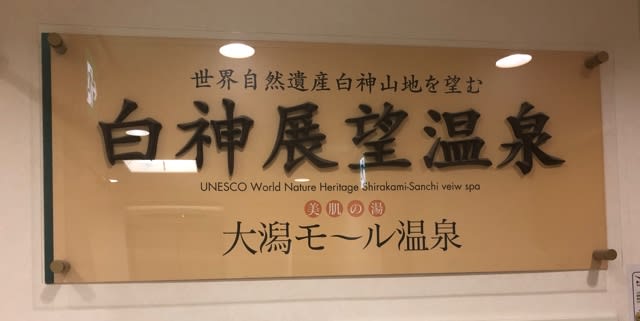 世界自然遺産白神山地を望む
白神展望温泉
UNESCO World Nature Heritage Shirakami-Sanchi veiw spa
美肌の湯
大潟モール温泉